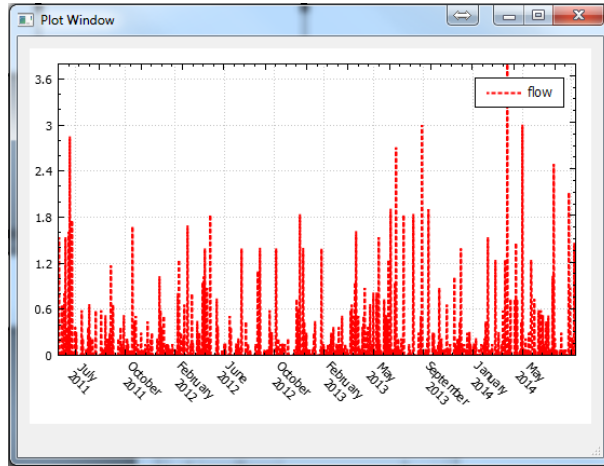 Plot Window
flow
3.6
3
2.4
1.8
1.2
0.6
0
July
2011
October
2011
February
2012
June
2012
October
2012
February
2013
May
2013
September
2013
January
2014
May
2014